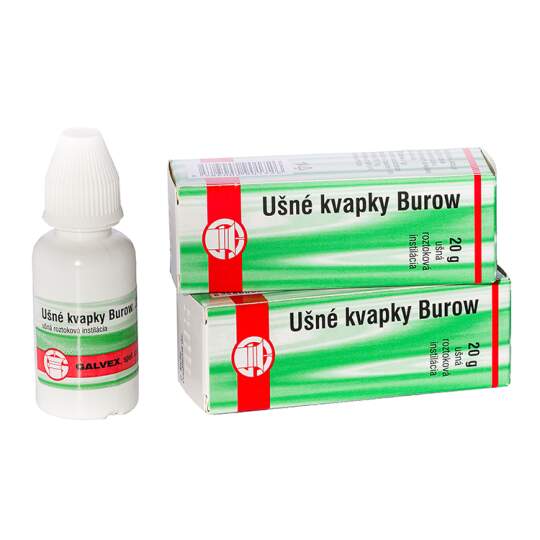 Ušné kvapky Burow
ušná roztoková instilácia
GALVEX, spol.
Ušné kvapky Burow
20 g
ušná
roztoková
instilácia
Ušné kvapky Burow
20 g
ušná
roztoková
instilácia